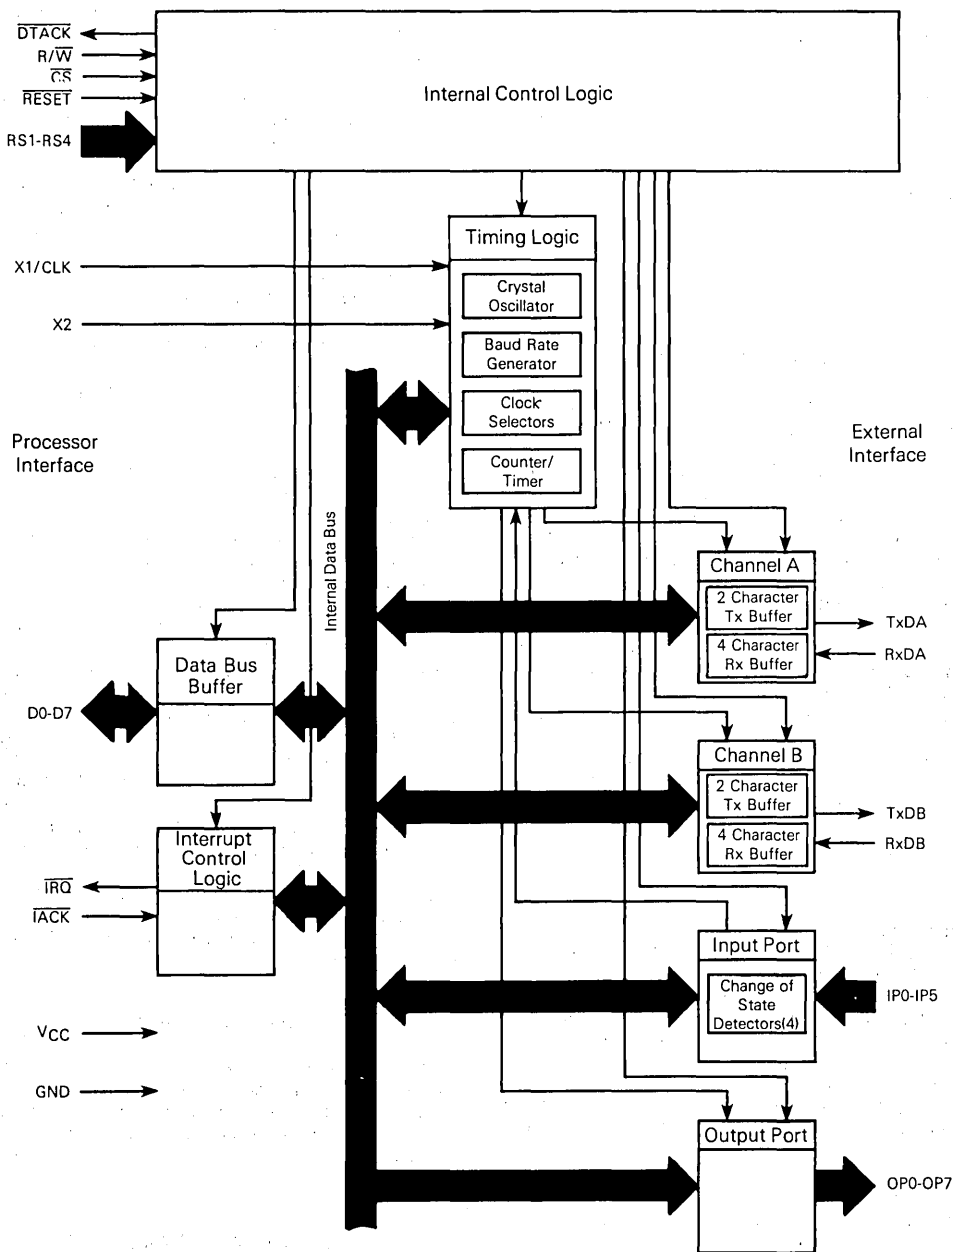 DTACK
R/W
CS
RESET
RS1-RS4
Internal Control Logic
Timing Logic
X1/CLK
X2
Crystal
Oscillator
Baud Rate
Generator
Clock
Selectors
Counter/
Timer
Processor
Interface
External
Interface
Internal Data Bus
Channel A
2 Character
Tx Buffer
4 Character
Rx Buffer
TxDA
RxDA
Data Bus
Buffer
D0-D7
Channel B
2 Character
Tx Buffer
4 Character
Rx Buffer
TxDB
RxDB
Interrupt
Control
Logic
IRQ
IACK
Input Port
Change of
State
Detectors(4)
IP0-IP5
VCC
GND
Output Port
OP0-OP7